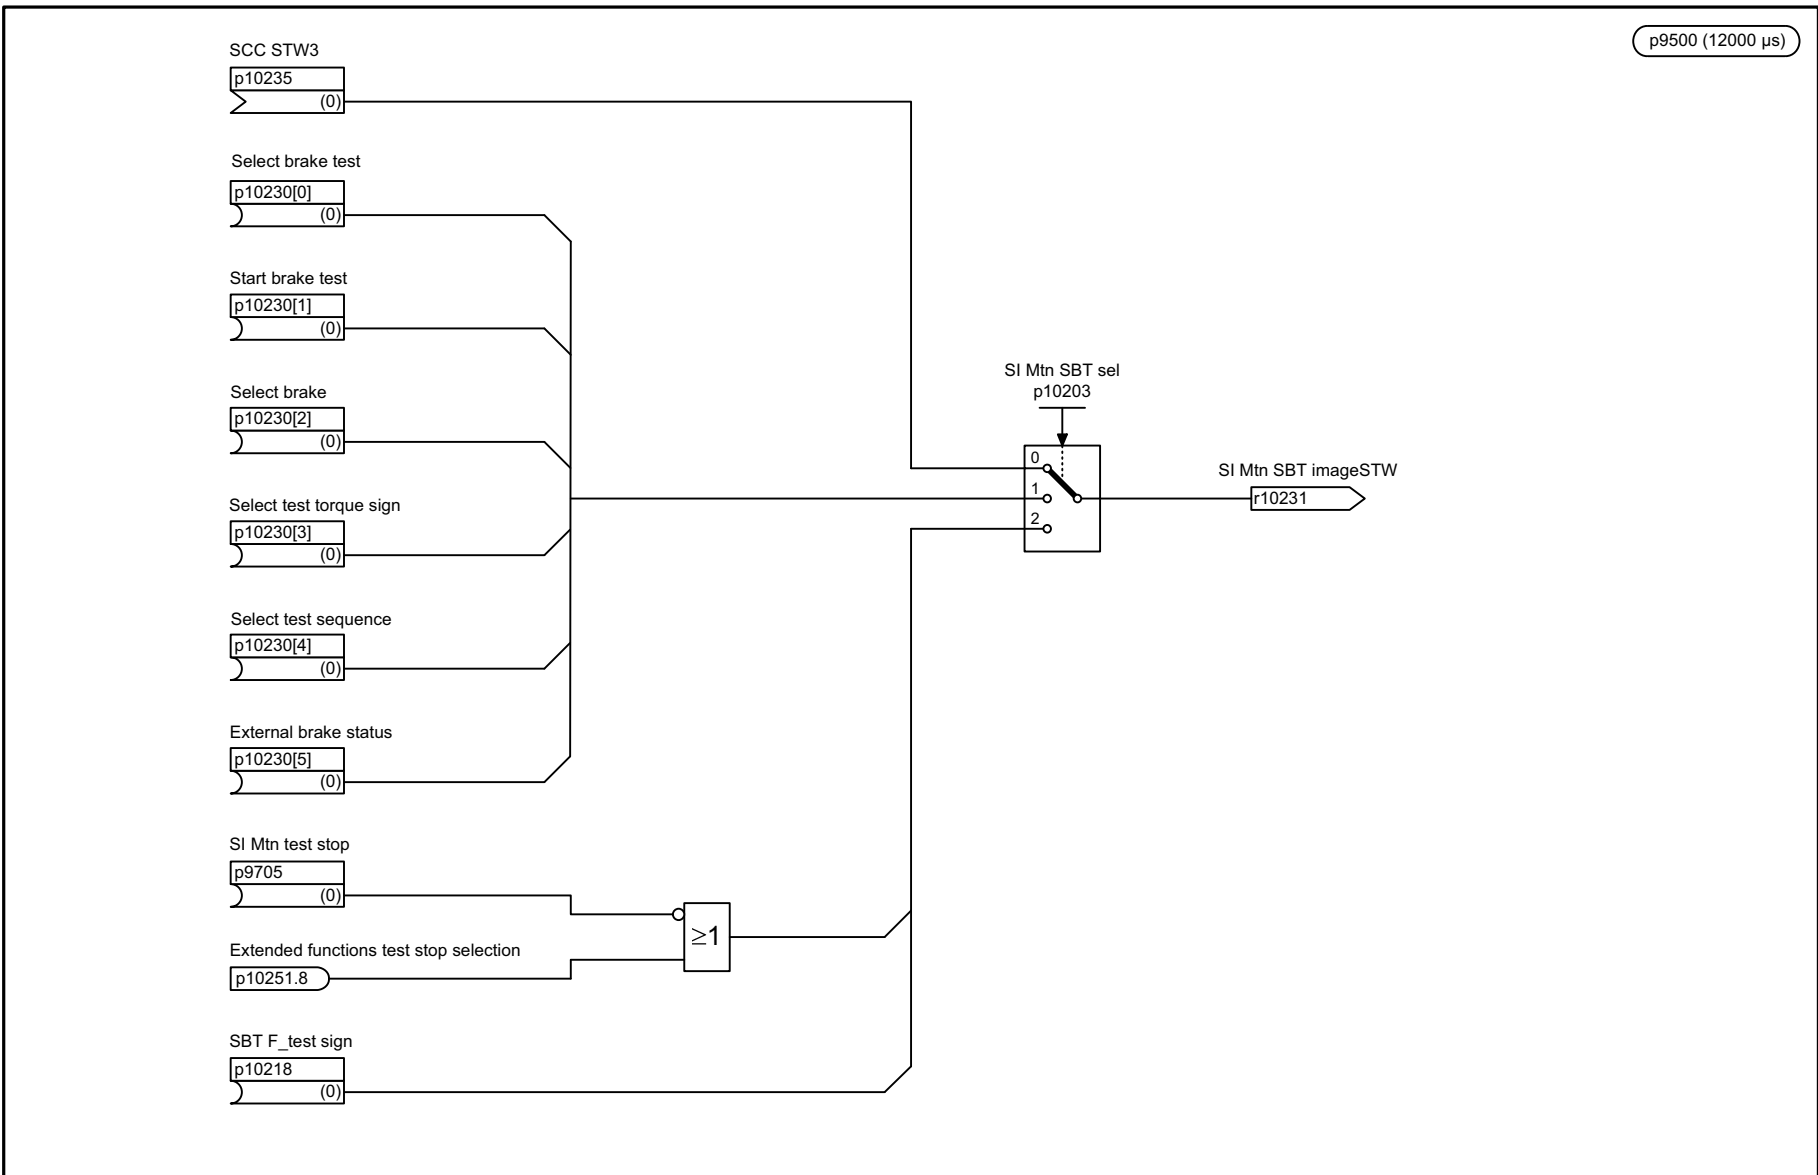 p9500 (12000 µs)
SCC STW3
p10235
(0)
Select brake test
p10230[0]
(0)
Start brake test
p10230[1]
(0)
Select brake
p10230[2]
(0)
Select test torque sign
p10230[3]
(0)
Select test sequence
p10230[4]
(0)
External brake status
p10230[5]
(0)
SI Mtn test stop
p9705
(0)
Extended functions test stop selection
p10251.8
≥1
SBT F_test sign
p10218
(0)
SI Mtn SBT sel
p10203
0
1
2
SI Mtn SBT imageSTW
r10231